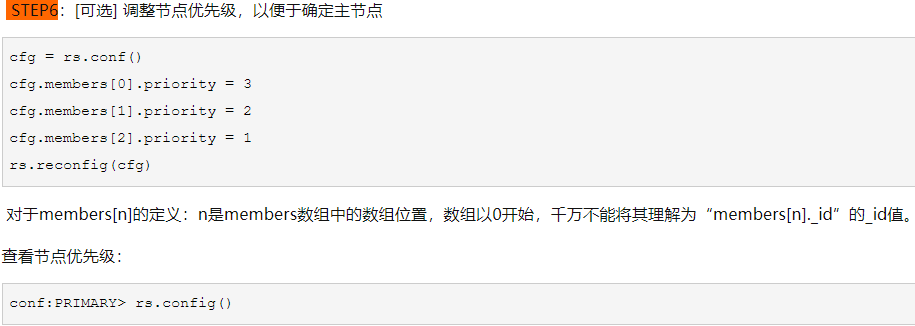 STEP6：[可选] 调整节点优先级，以便于确定主节点
cfg = rs.conf()
cfg.members[0].priority = 3
cfg.members[1].priority = 2
cfg.members[2].priority = 1
rs.reconfig(cfg)
对于members[n]的定义：n是members数组中的数组位置，数组以0开始，千万不能将其理解为“members[n]._id”的_id值。
查看节点优先级：
conf:PRIMARY> rs.config()